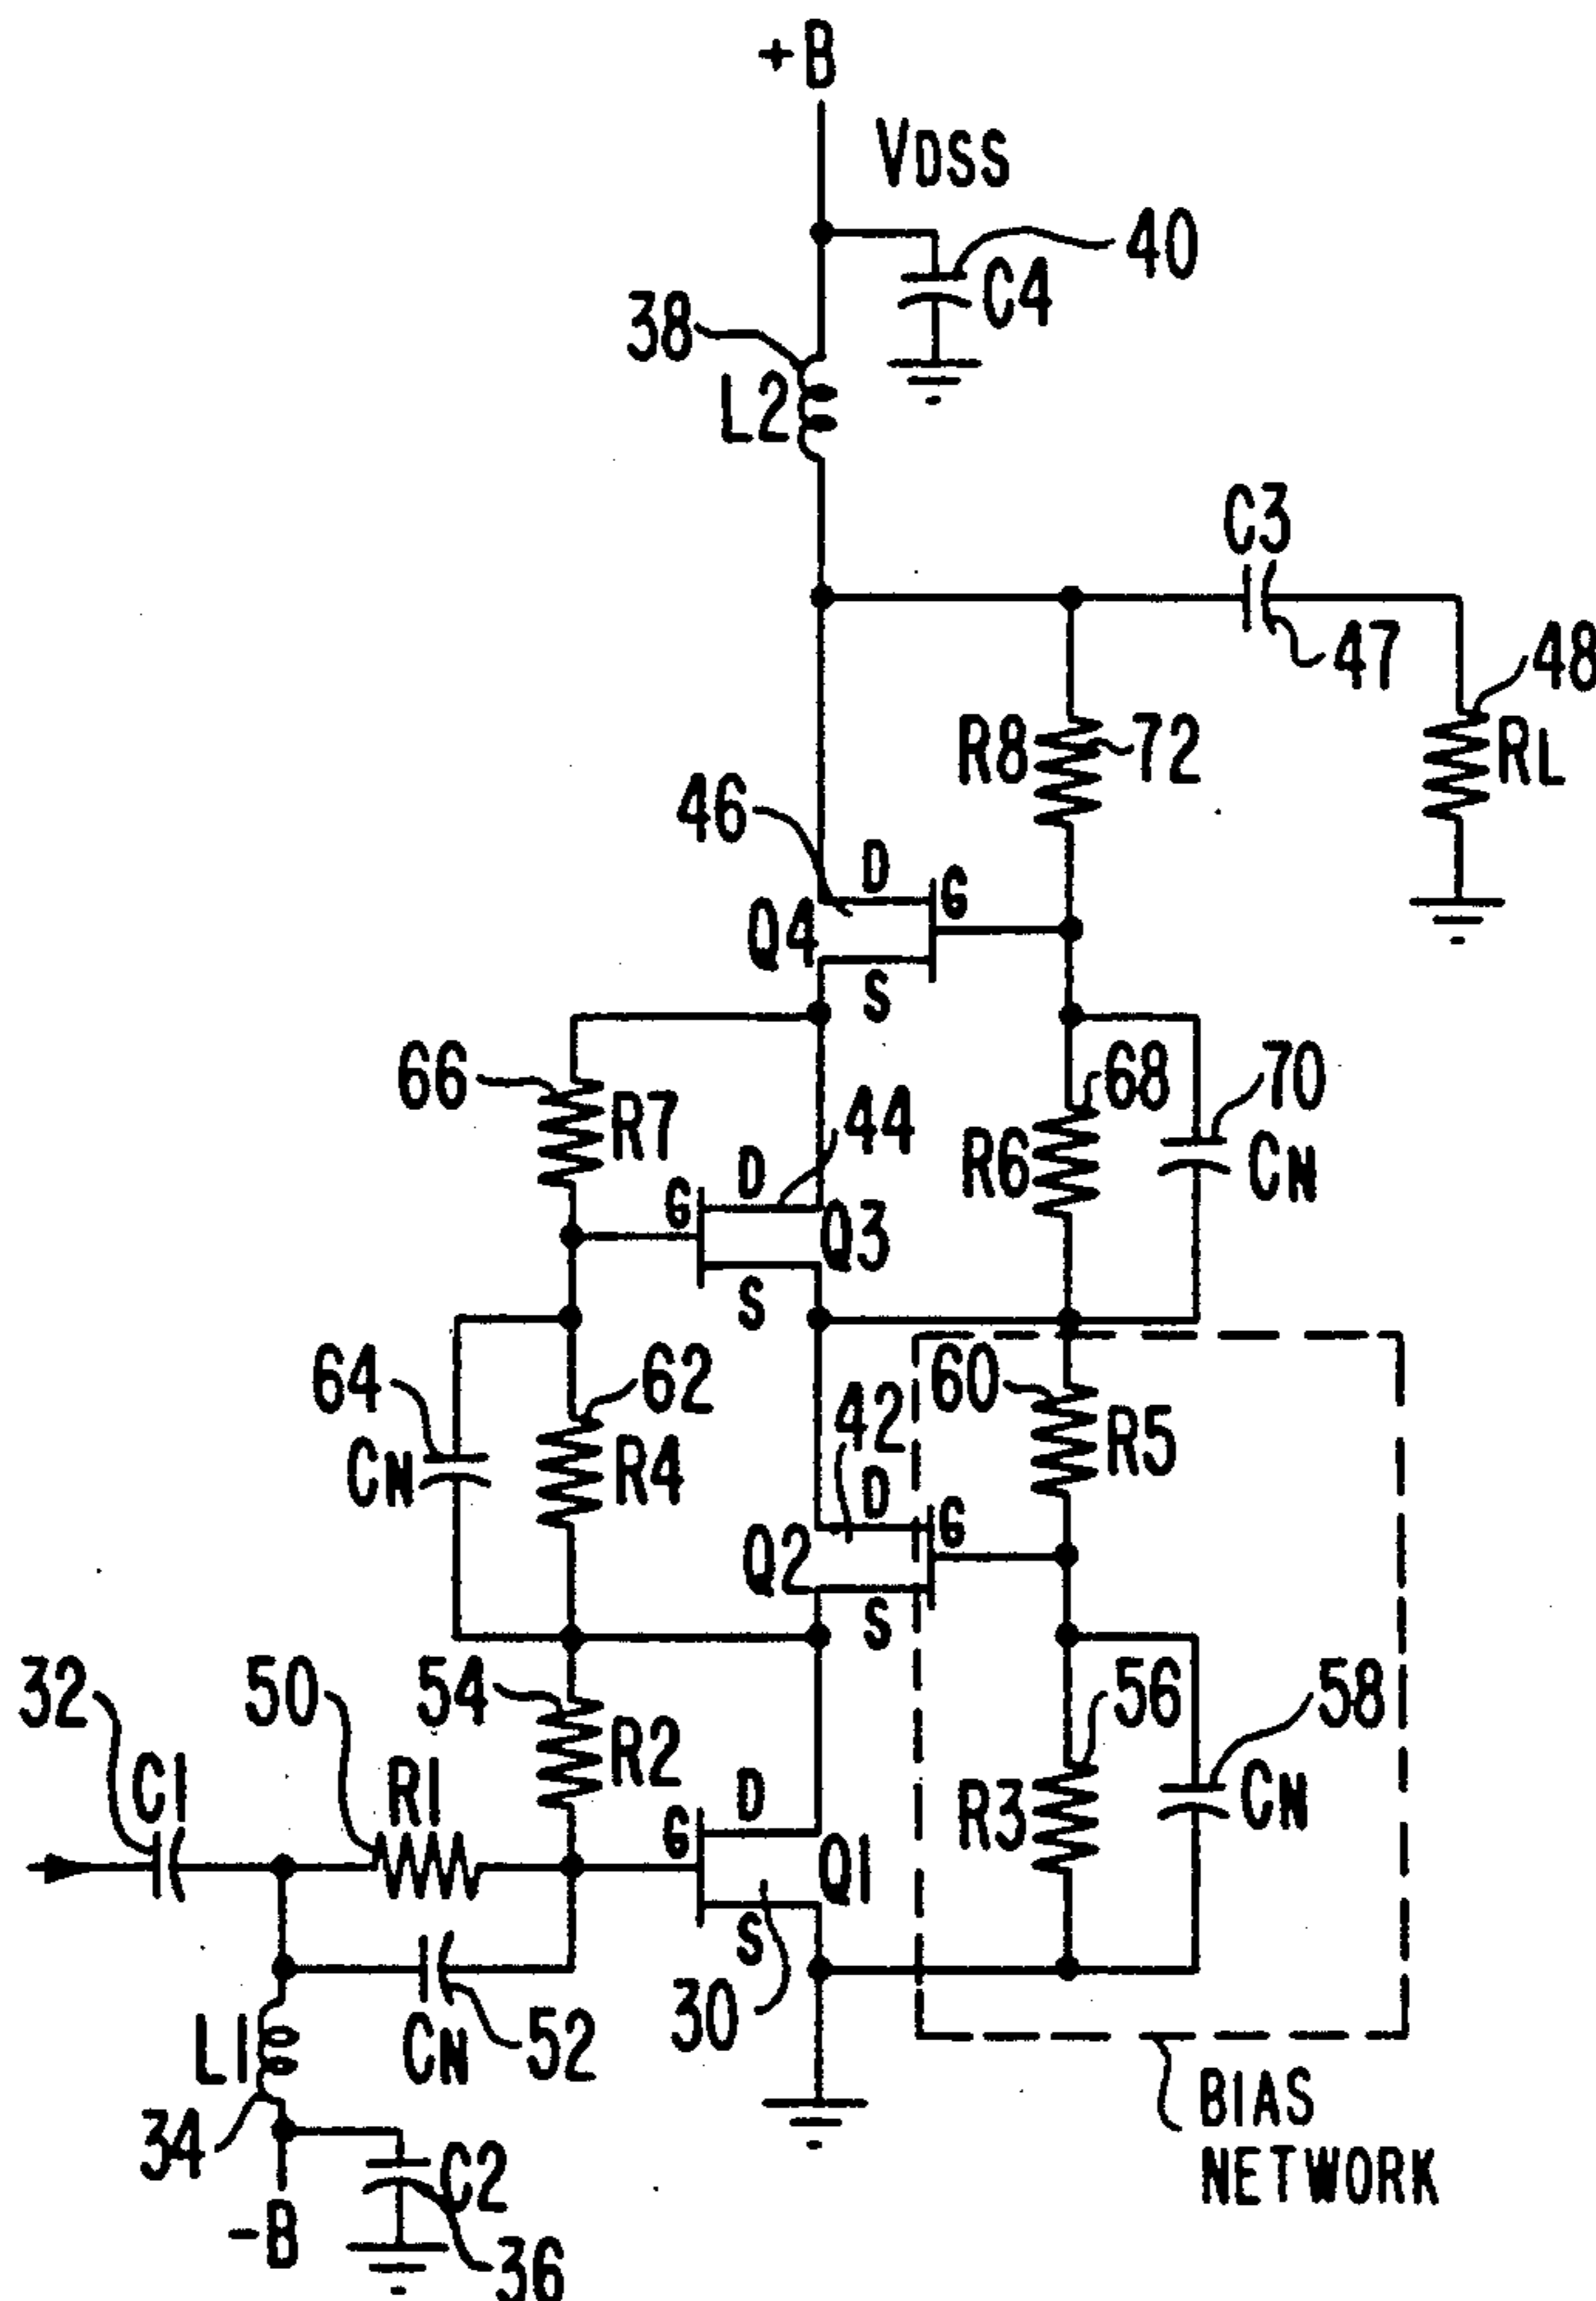 +B
VDSS
40
C4
38
L2
C3
47
48
R8
72
RL
46
D
G
Q4
S
66
R7
44
68
70
R6
CN
G
D
Q3
S
64
62
60
42
R5
CN
R4
D
G
Q2
S
32
50
54
56
58
C1
R1
R2
D
G
R3
CN
Q1
S
30
L1
CN
52
34
BIAS
NETWORK
C2
-B
36